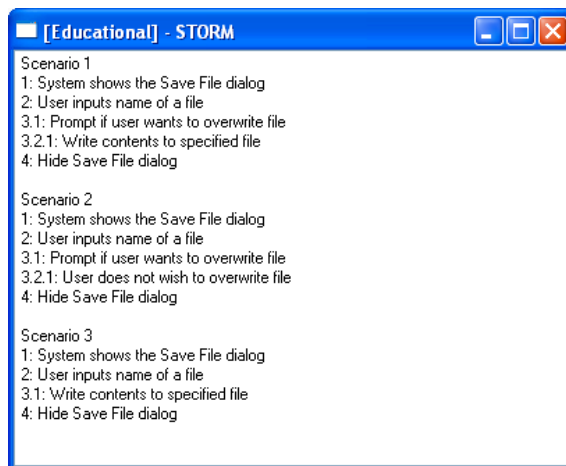 [Educational] - STORM
Scenario 1
1: System shows the Save File dialog
2: User inputs name of a file
3.1: Prompt if user wants to overwrite file
3.2.1: Write contents to specified file
4: Hide Save File dialog
Scenario 2
1: System shows the Save File dialog
2: User inputs name of a file
3.1: Prompt if user wants to overwrite file
3.2.1: User does not wish to overwrite file
4: Hide Save File dialog
Scenario 3
1: System shows the Save File dialog
2: User inputs name of a file
3.1: Write contents to specified file
4: Hide Save File dialog